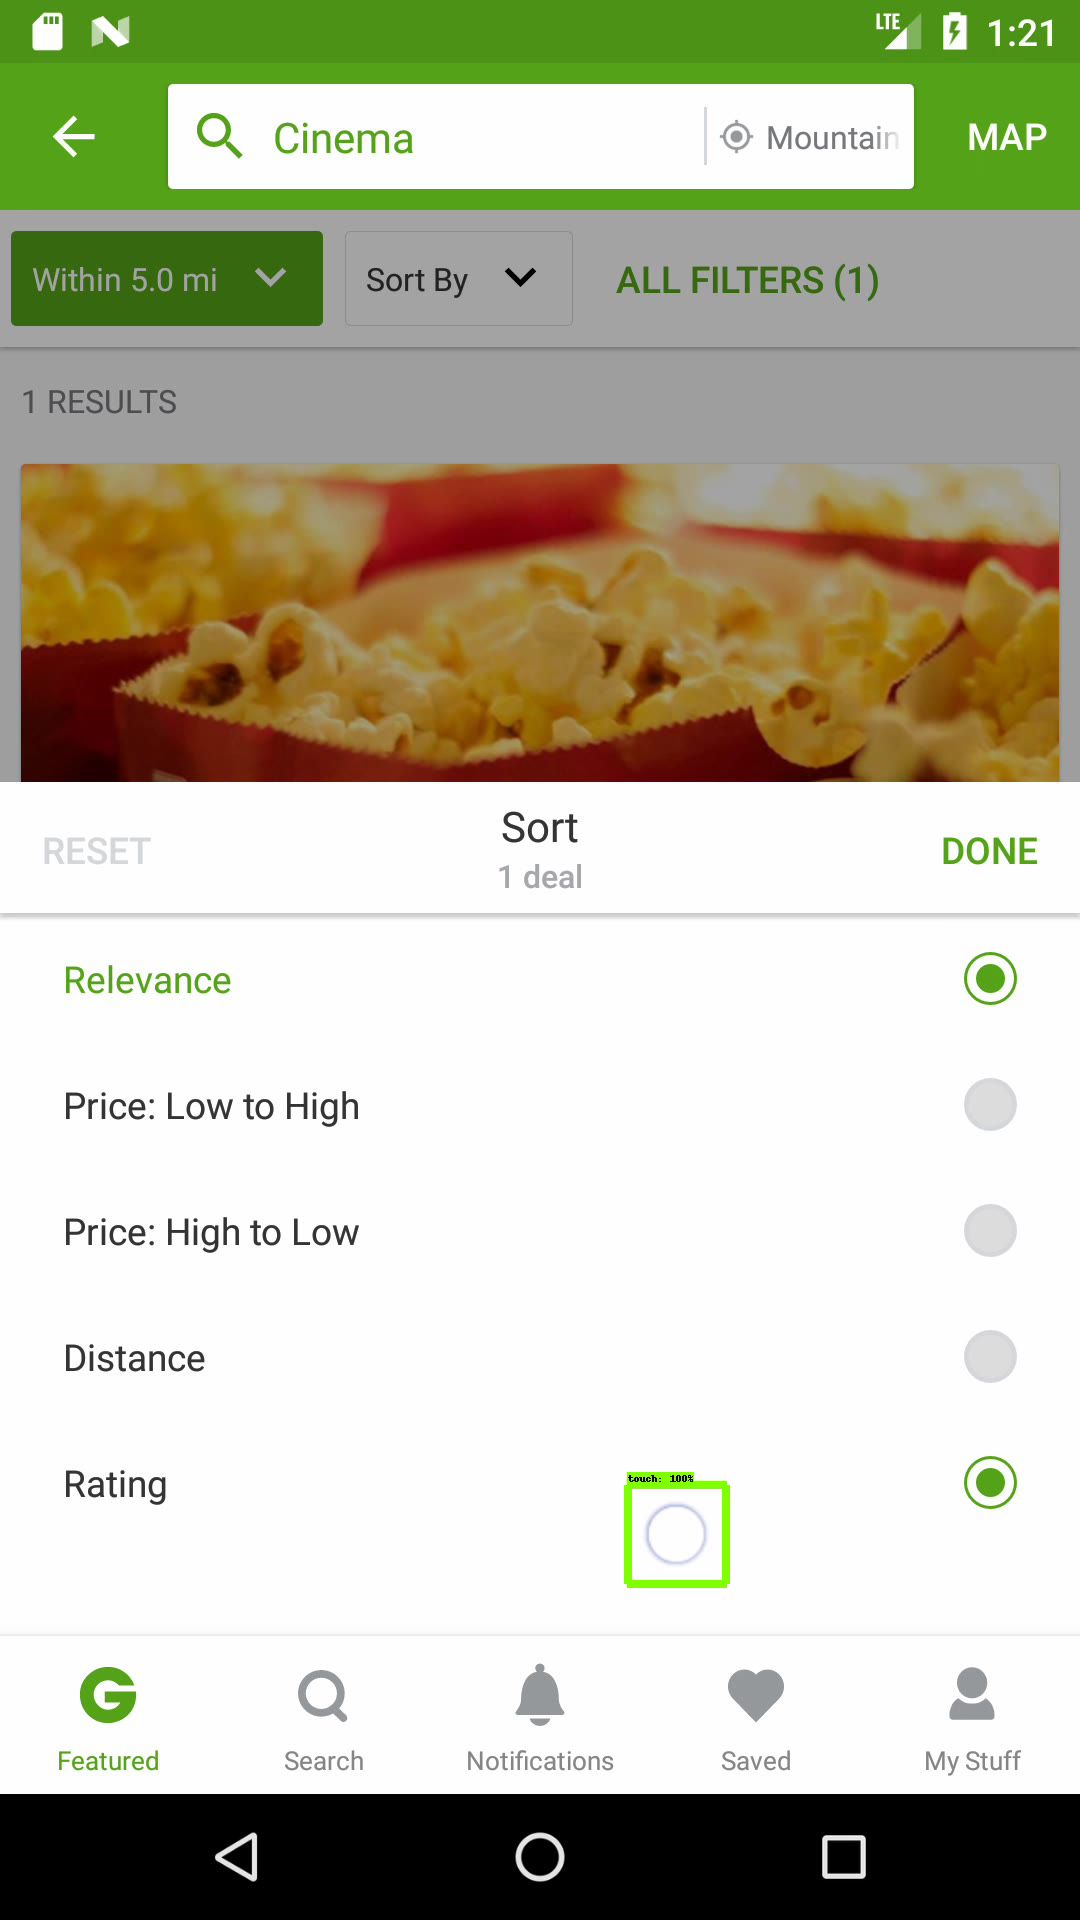 LTE 1:21
Cinema Mountain MAP
Within 5.0 mi Sort By ALL FILTERS (1)
1 RESULTS
RESET Sort DONE
1 deal
Relevance
Price: Low to High
Price: High to Low
Distance
touch: 100%
Rating
Featured Search Notifications Saved My Stuff